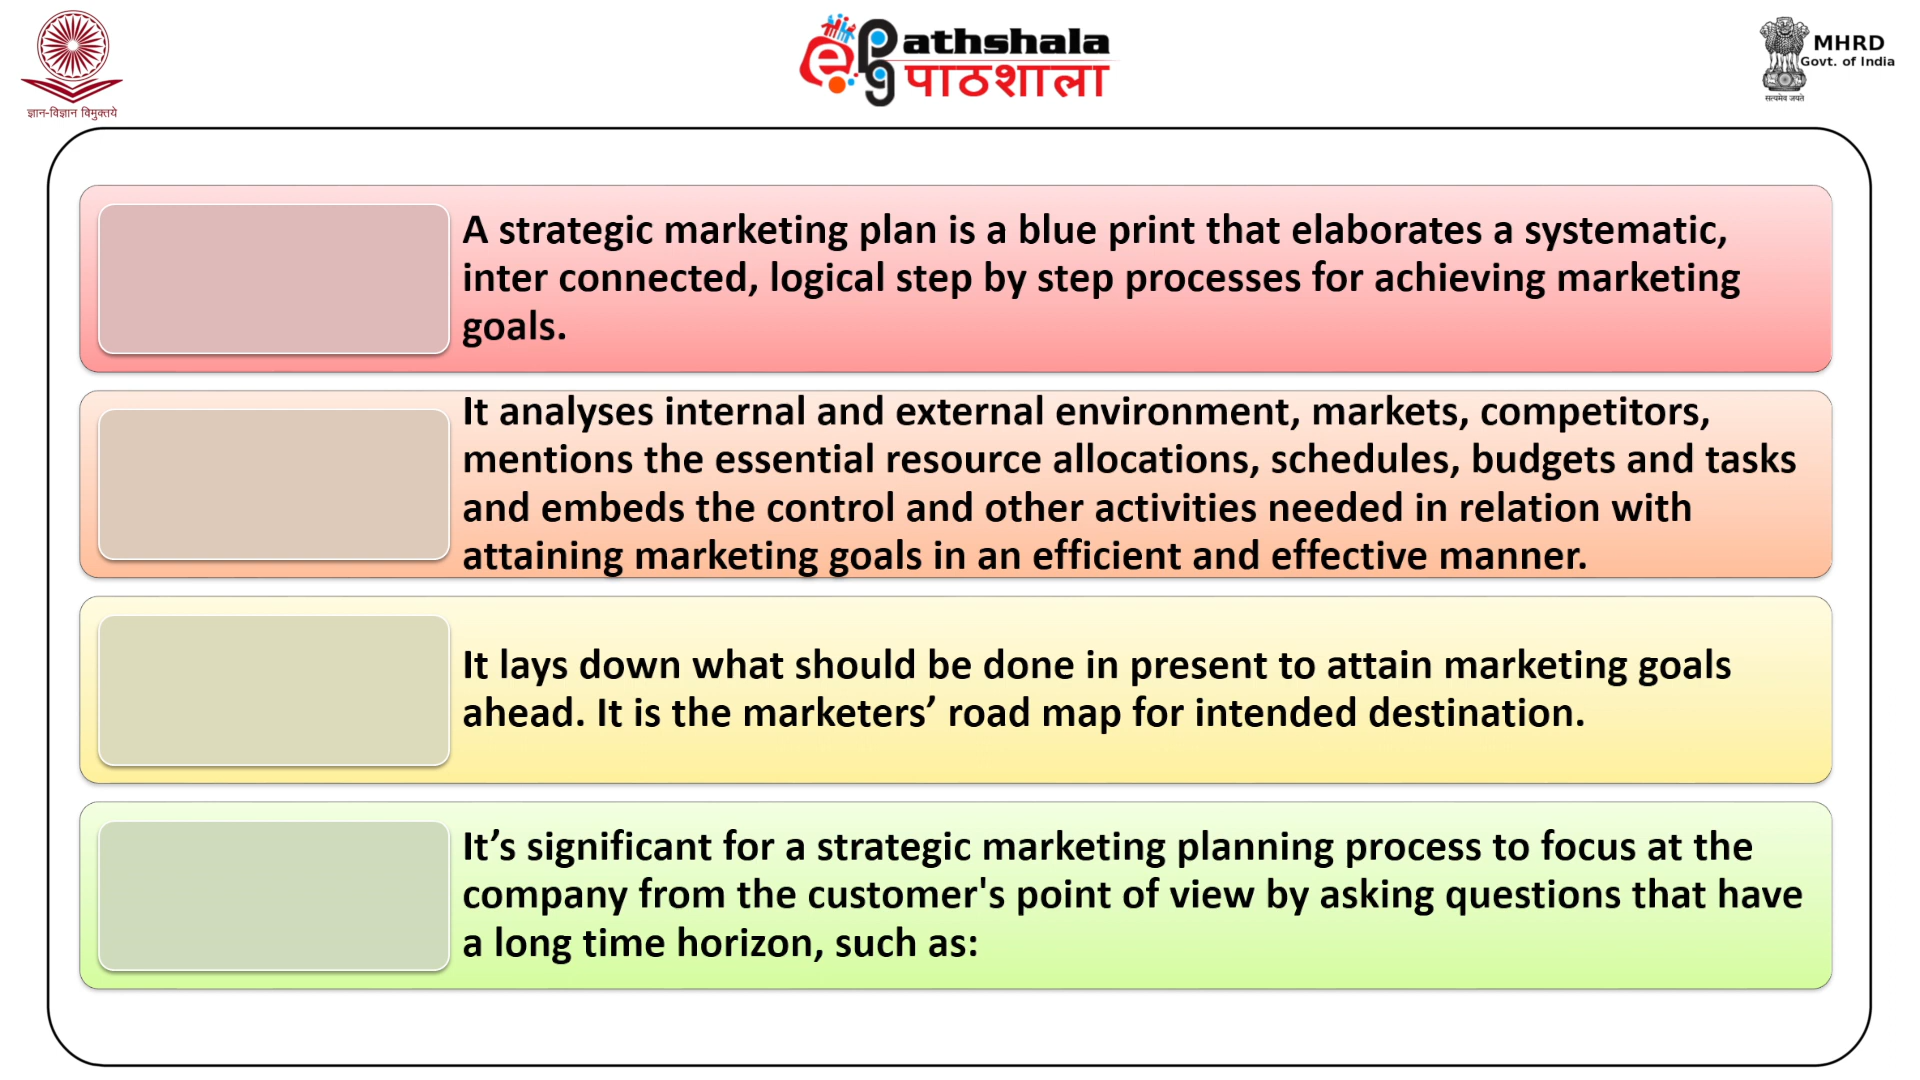 ज्ञान-विज्ञान विमुक्तये
e
pg
athshala
पाठशाला
MHRD
Govt. of India
सत्यमेव जयते
A strategic marketing plan is a blue print that elaborates a systematic,
inter connected, logical step by step processes for achieving marketing
goals.
It analyses internal and external environment, markets, competitors,
mentions the essential resource allocations, schedules, budgets and tasks
and embeds the control and other activities needed in relation with
attaining marketing goals in an efficient and effective manner.
It lays down what should be done in present to attain marketing goals
ahead. It is the marketers’ road map for intended destination.
It’s significant for a strategic marketing planning process to focus at the
company from the customer's point of view by asking questions that have
a long time horizon, such as: